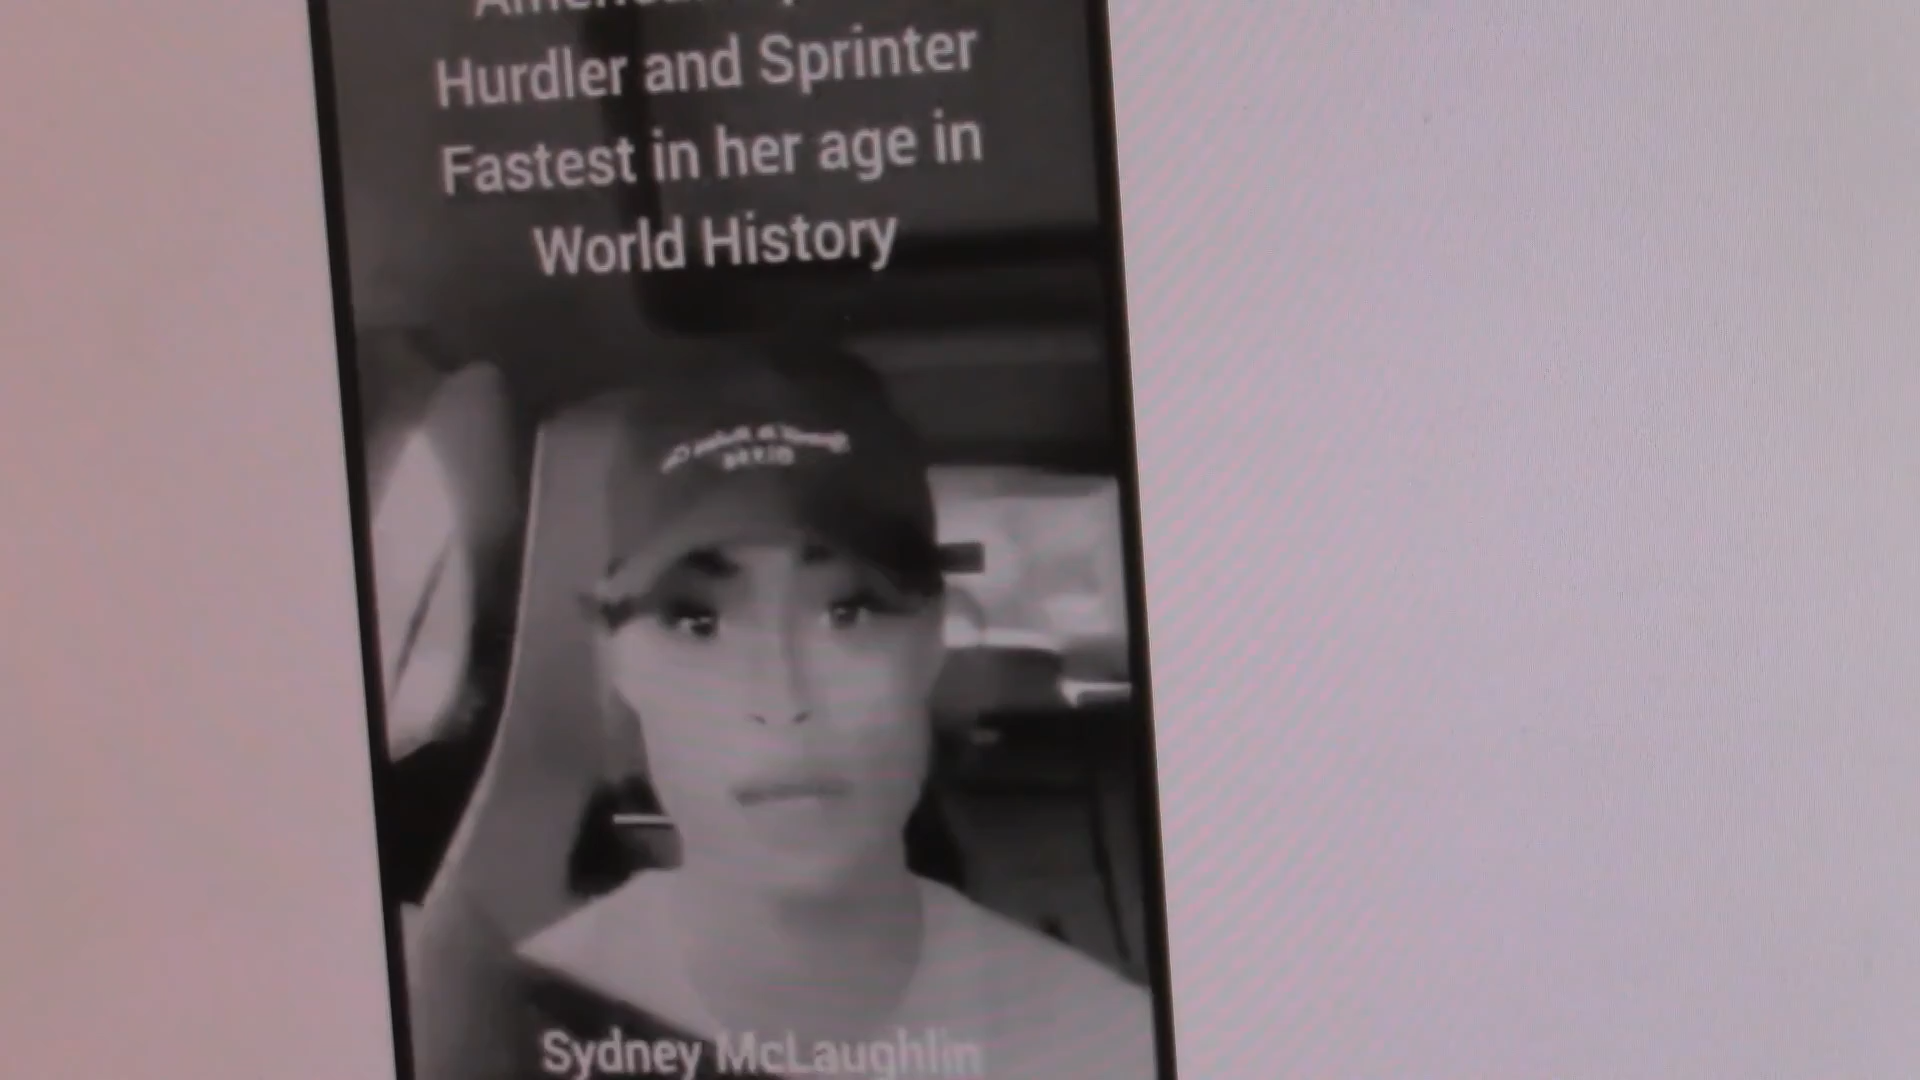 Hurdler and Sprinter
Fastest in her age in
World History
Sydney McLaughlin